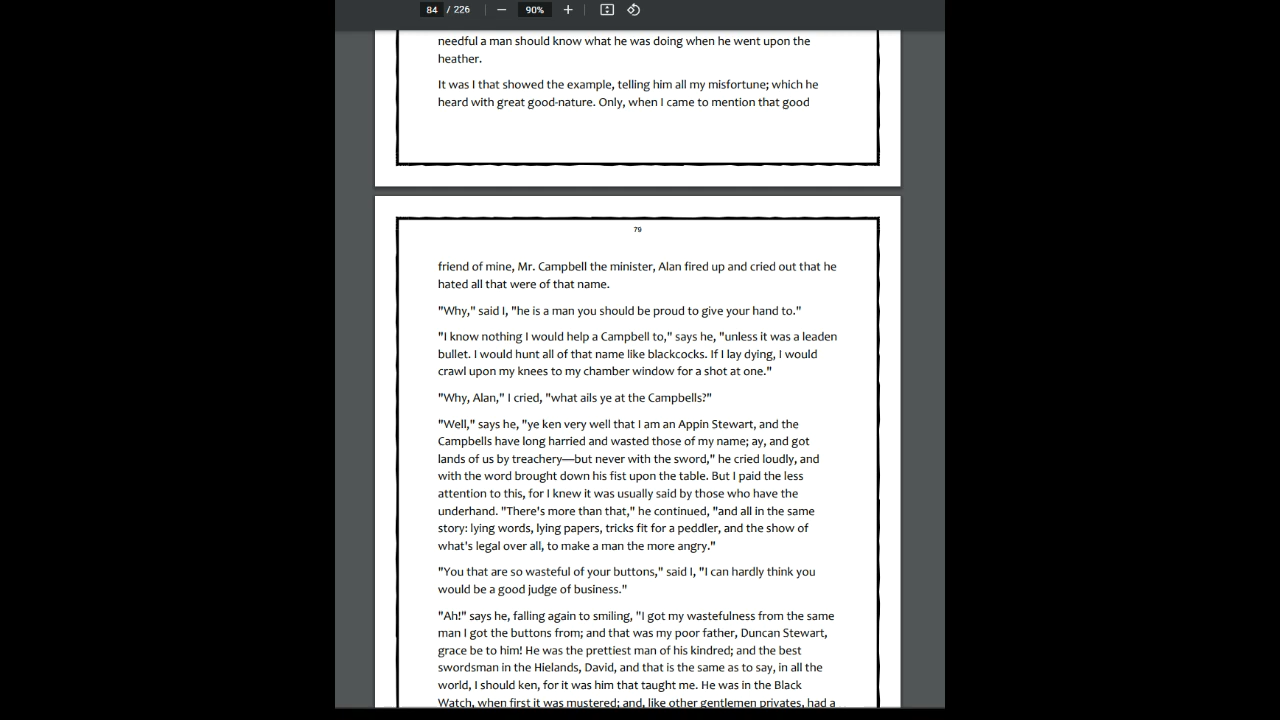 84 / 226
90%
needful a man should know what he was doing when he went upon the
heather.
It was I that showed the example, telling him all my misfortune; which he
heard with great good-nature. Only, when I came to mention that good
79
friend of mine, Mr. Campbell the minister, Alan fired up and cried out that he
hated all that were of that name.
"Why," said I, "he is a man you should be proud to give your hand to."
"I know nothing I would help a Campbell to," says he, "unless it was a leaden
bullet. I would hunt all of that name like blackcocks. If I lay dying, I would
crawl upon my knees to my chamber window for a shot at one."
"Why, Alan," I cried, "what ails ye at the Campbells?"
"Well," says he, "ye ken very well that I am an Appin Stewart, and the
Campbells have long harried and wasted those of my name; ay, and got
lands of us by treachery—but never with the sword," he cried loudly, and
with the word brought down his fist upon the table. But I paid the less
attention to this, for I knew it was usually said by those who have the
underhand. "There's more than that," he continued, "and all in the same
story: lying words, lying papers, tricks fit for a peddler, and the show of
what's legal over all, to make a man the more angry."
"You that are so wasteful of your buttons," said I, "I can hardly think you
would be a good judge of business."
"Ah!" says he, falling again to smiling, "I got my wastefulness from the same
man I got the buttons from; and that was my poor father, Duncan Stewart,
grace be to him! He was the prettiest man of his kindred; and the best
swordsman in the Hielands, David, and that is the same as to say, in all the
world, I should ken, for it was him that taught me. He was in the Black
Watch, when first it was mustered; and, like other gentlemen privates, had a